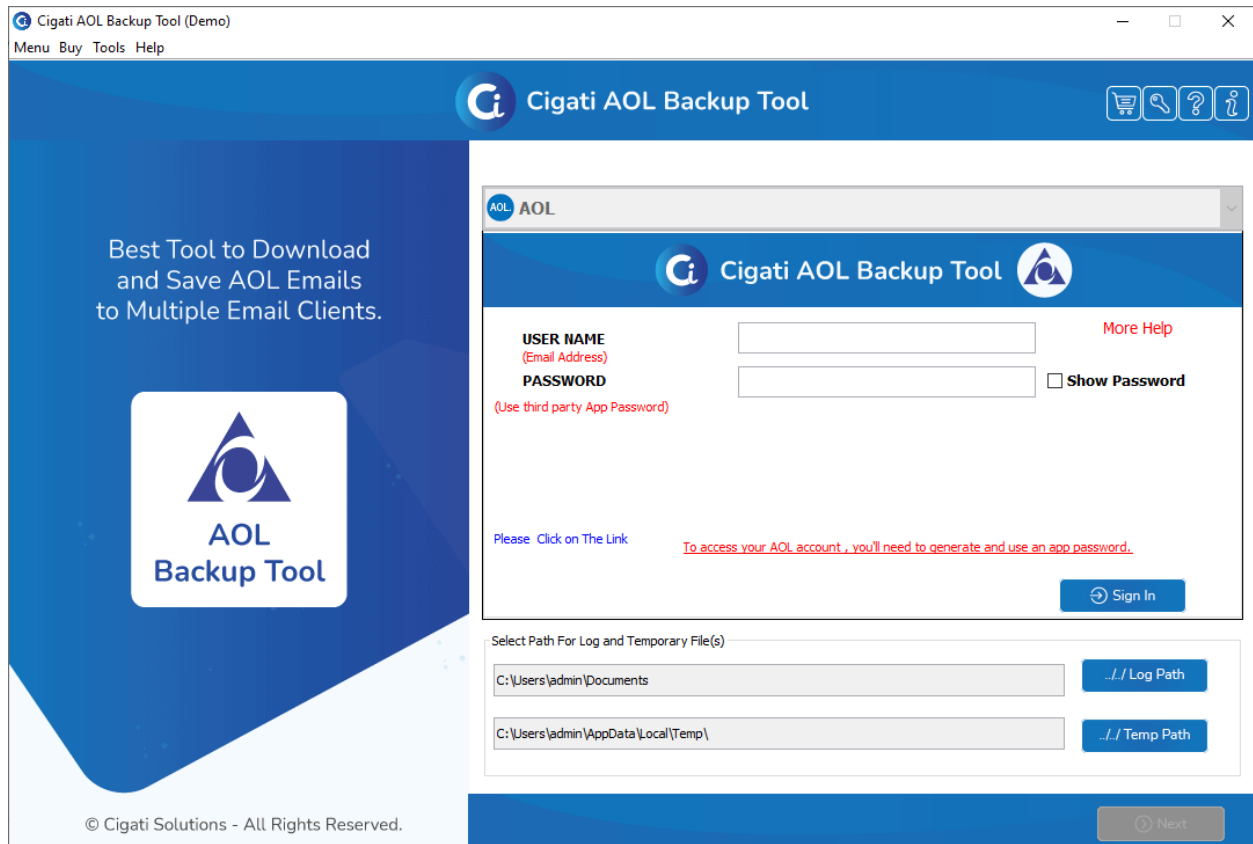 Cigati AOL Backup Tool (Demo)
Menu Buy Tools Help
Ci Cigati AOL Backup Tool
Best Tool to Download
and Save AOL Emails
to Multiple Email Clients.
AOL
Backup Tool
© Cigati Solutions - All Rights Reserved.
AOL. AOL
Ci Cigati AOL Backup Tool
USER NAME
(Email Address)
More Help
PASSWORD
Show Password
(Use third party App Password)
Please Click on The Link
To access your AOL account , you'll need to generate and use an app password.
Sign In
Select Path For Log and Temporary File(s)
C:\Users\admin\Documents
../../ Log Path
C:\Users\admin\AppData\Local\Temp\
../../ Temp Path
Next